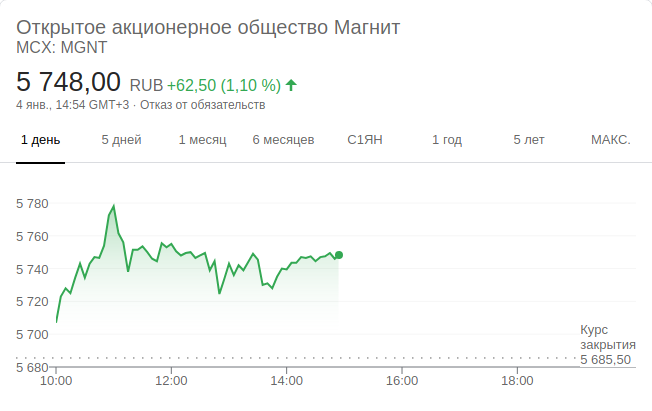 Открытое акционерное общество Магнит
MCX: MGNT
5 748,00 RUB +62,50 (1,10 %)
4 янв., 14:54 GMT+3 · Отказ от обязательств
1 день 5 дней 1 месяц 6 месяцев С1ЯН 1 год 5 лет МАКС.
5 780
5 760
5 740
5 720
5 700
5 680
Курс
закрытия
5 685,50
10:00 12:00 14:00 16:00 18:00